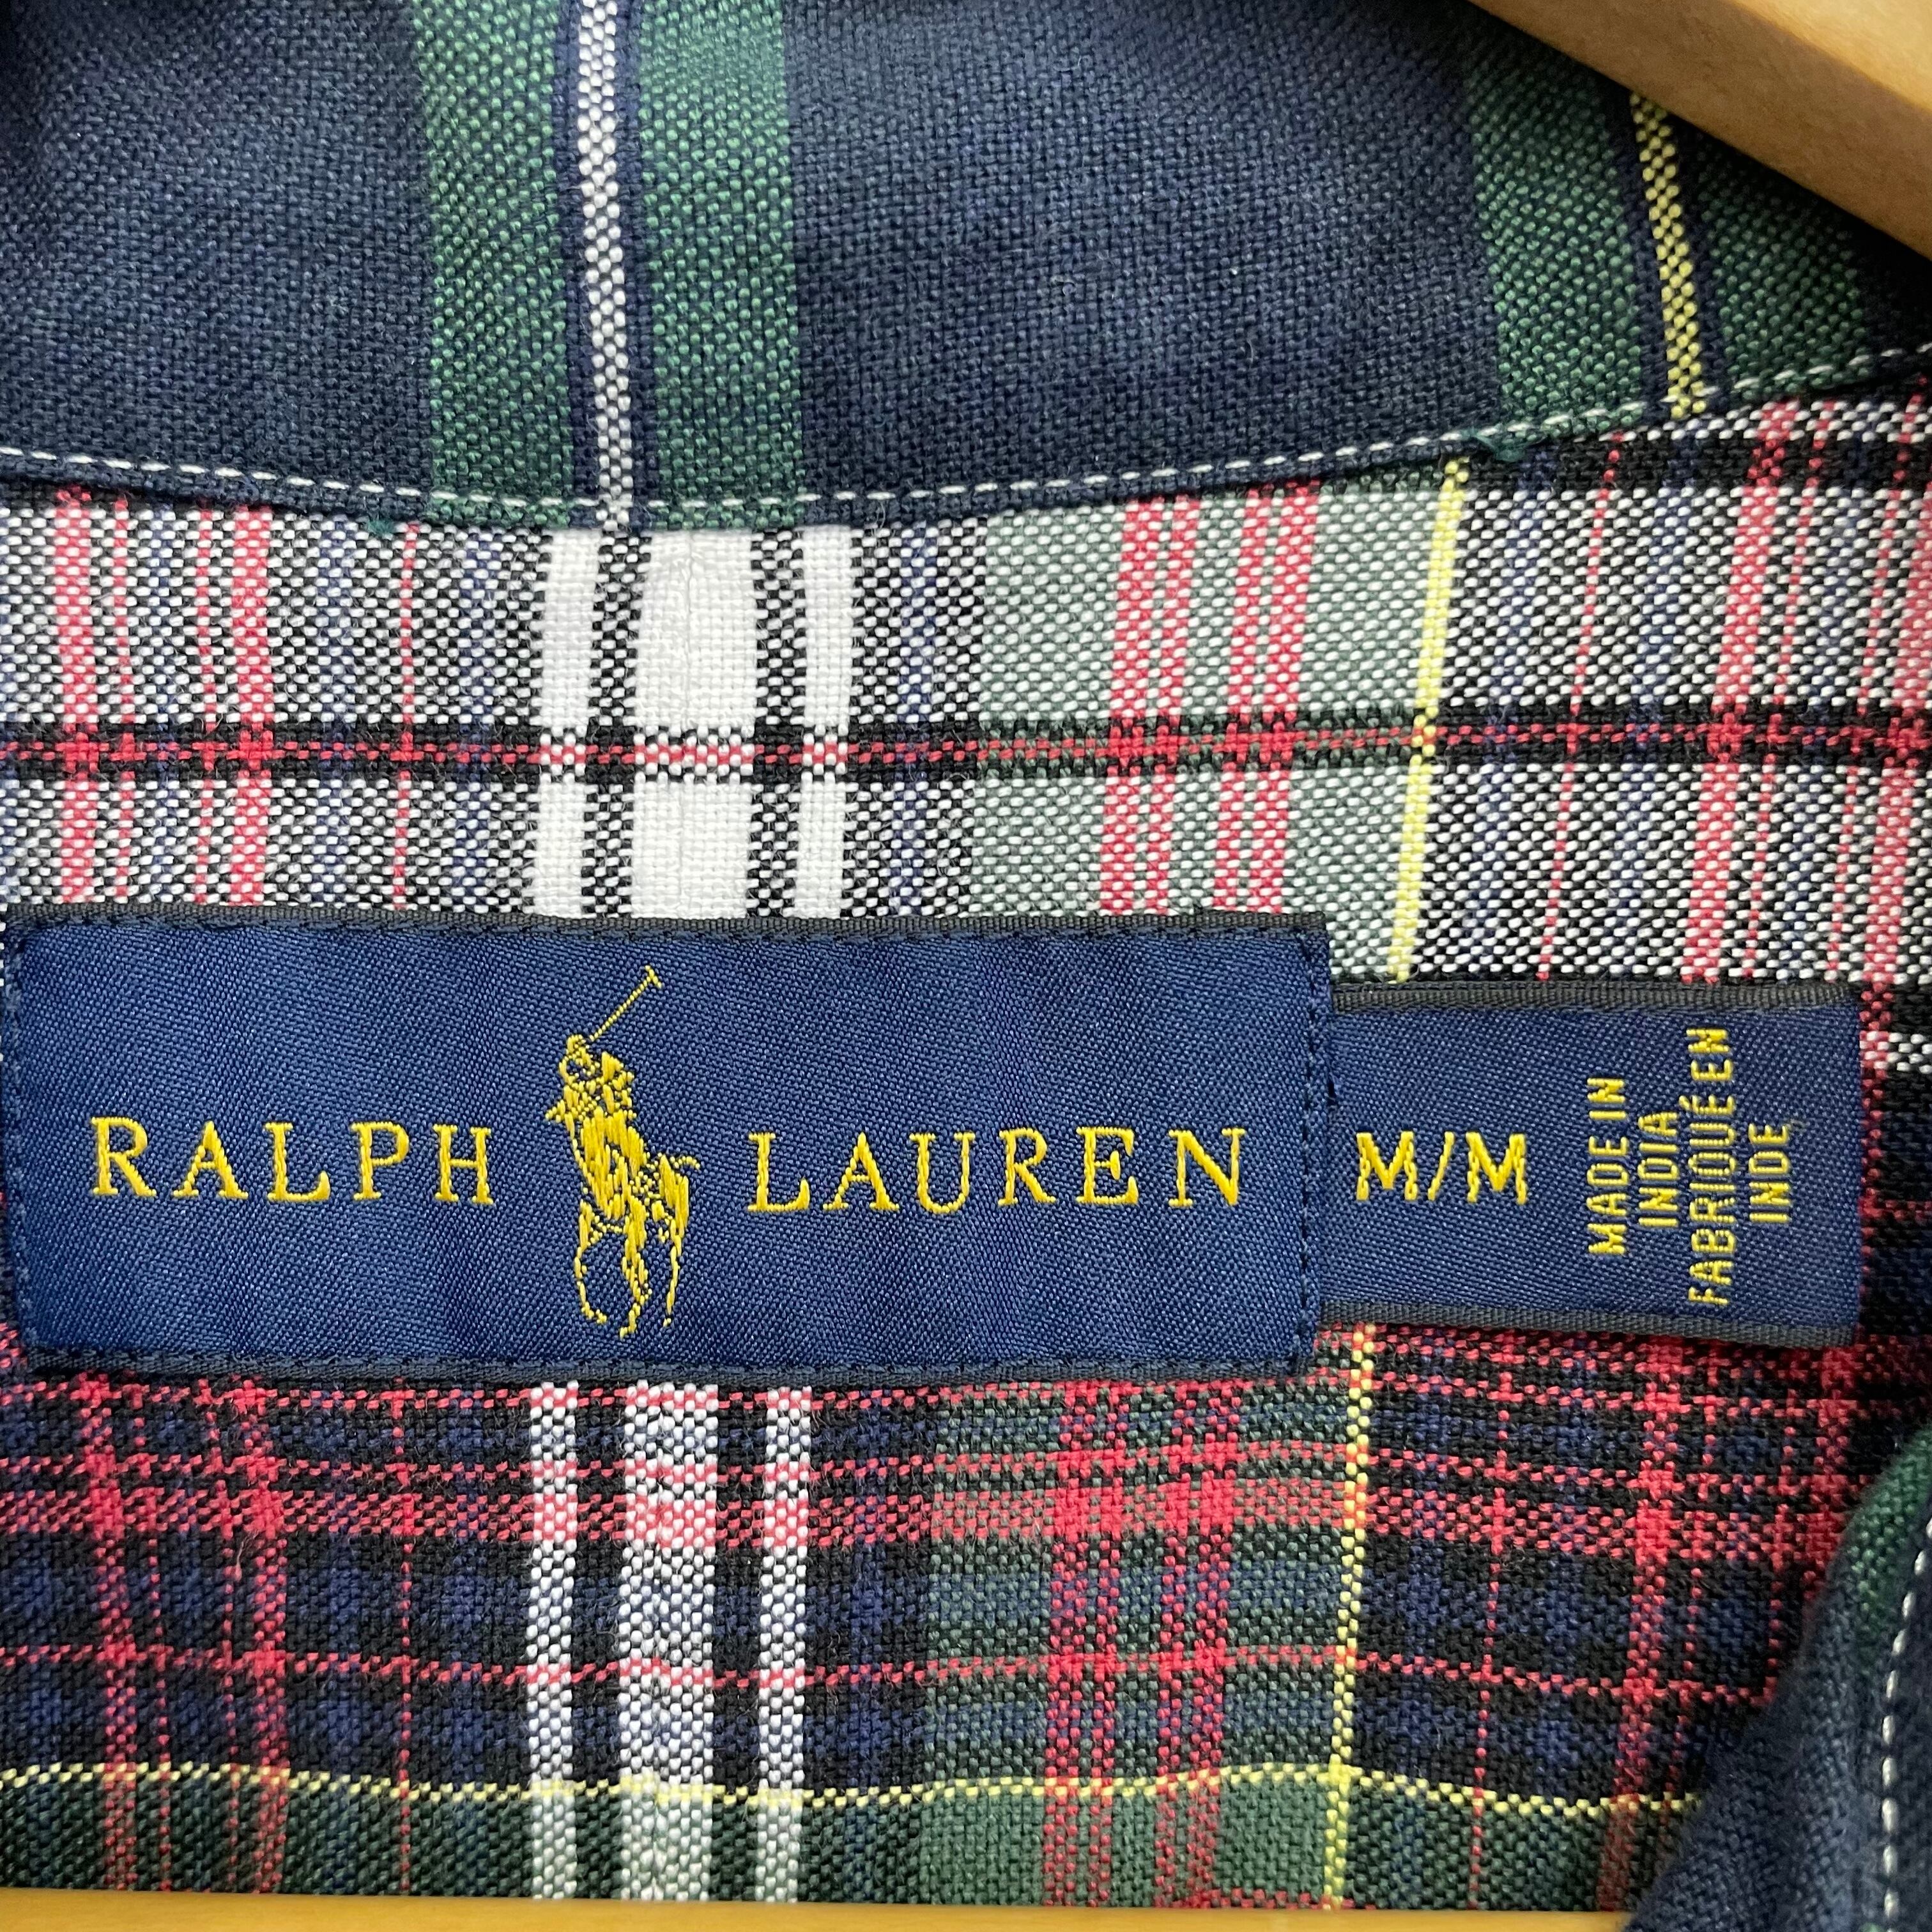 RALPH LAUREN
M/M
MADE IN
INDIA
FABRIQUÉ EN
INDE